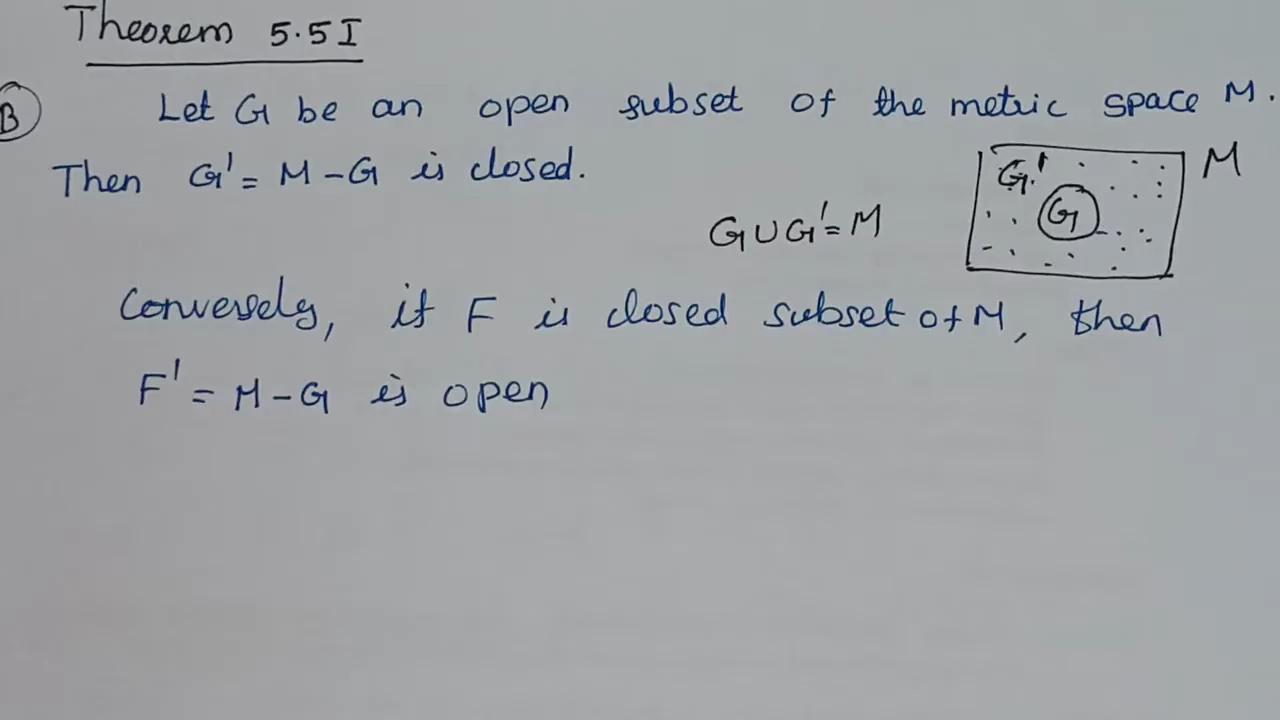 Theorem 5.5I
B Let G be an open subset of the metric space M.
Then G' = M - G is closed.
G' M
G
G ∪ G' = M
Conversely, if F is closed subset of M, then
F' = M - G is open